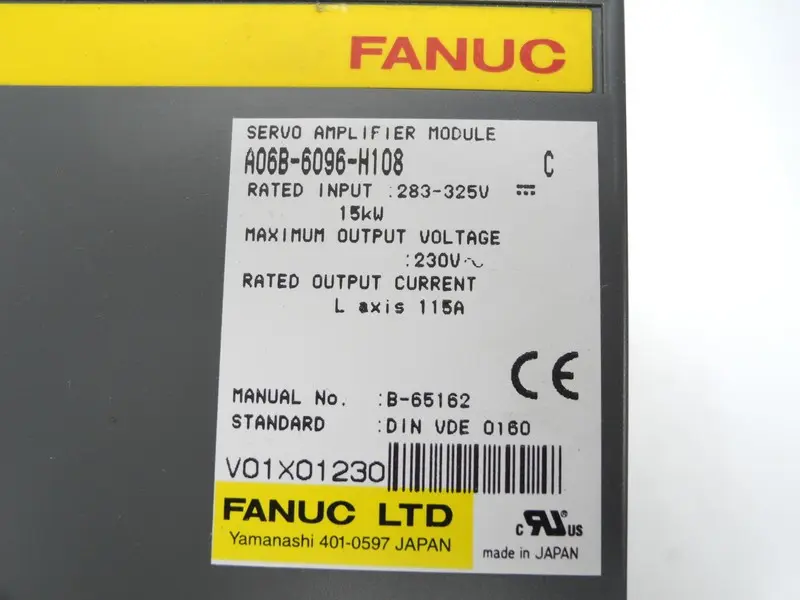 FANUC
SERVO AMPLIFIER MODULE
A06B-6096-H108 C
RATED INPUT :283-325V ⎓
15kW
MAXIMUM OUTPUT VOLTAGE
:230V~
RATED OUTPUT CURRENT
L axis 115A
CE
MANUAL No. :B-65162
STANDARD :DIN VDE 0160
V01X01230
FANUC LTD
Yamanashi 401-0597 JAPAN
c RU® US
made in JAPAN